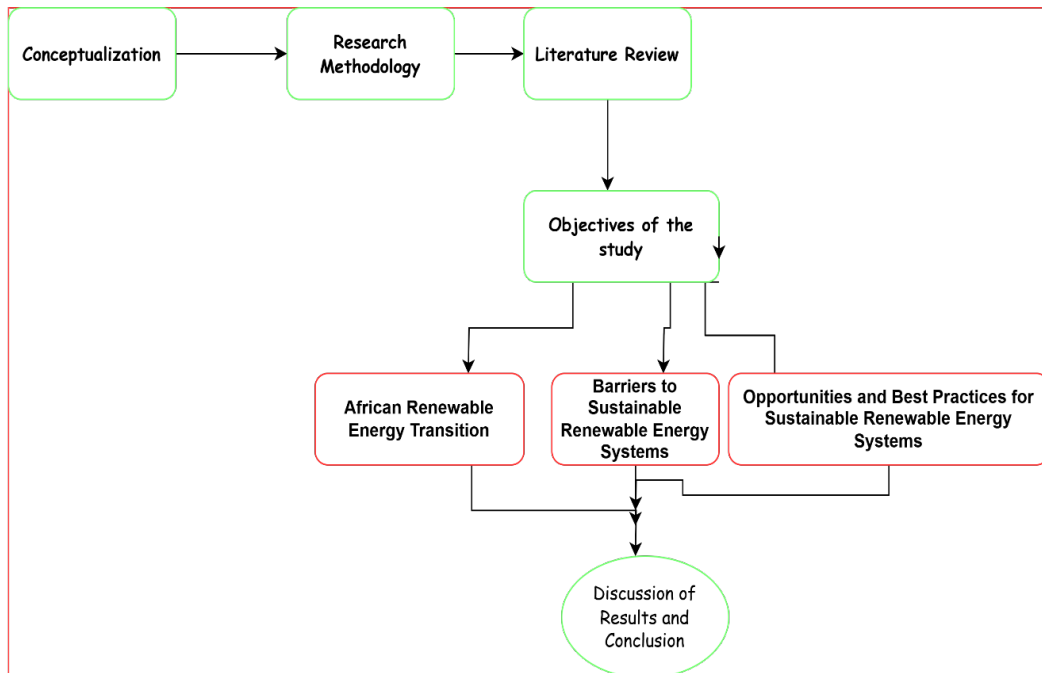 Conceptualization
Research
Methodology
Literature Review
Objectives of the
study
African Renewable
Energy Transition
Barriers to
Sustainable
Renewable Energy
Systems
Opportunities and Best Practices for
Sustainable Renewable Energy
Systems
Discussion of
Results and
Conclusion